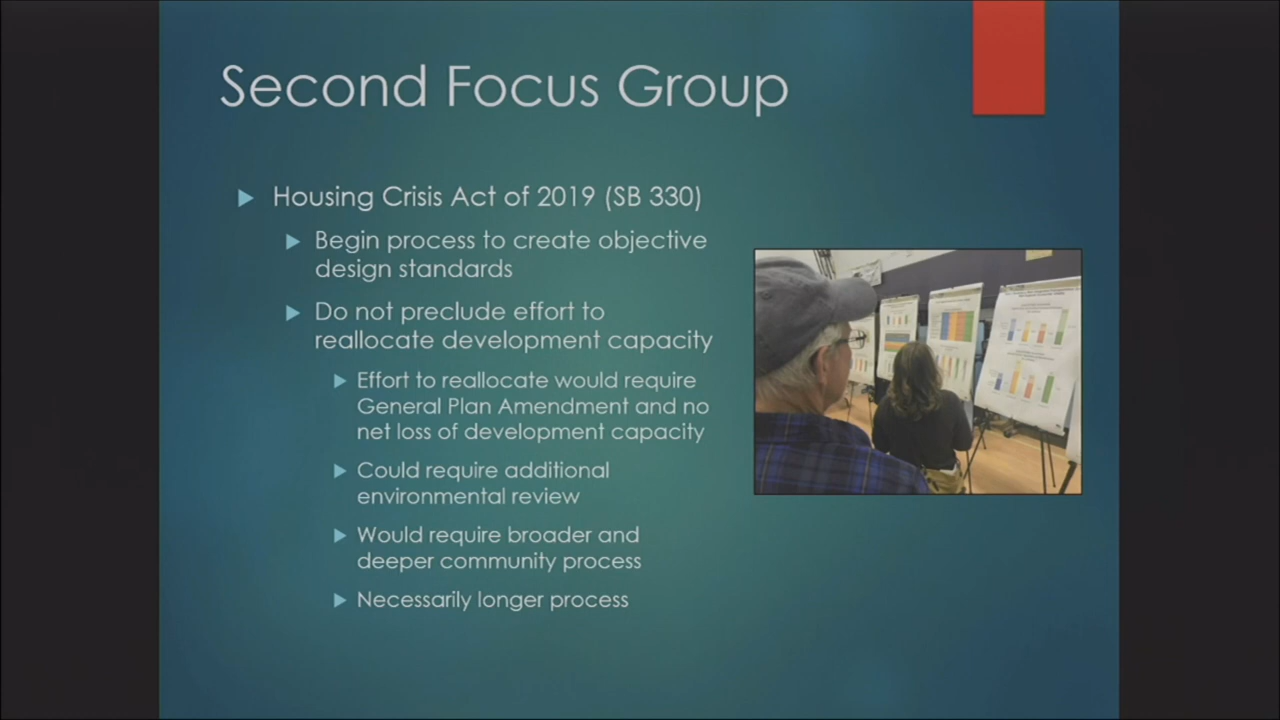 Second Focus Group
Housing Crisis Act of 2019 (SB 330)
Begin process to create objective
design standards
Do not preclude effort to
reallocate development capacity
Effort to reallocate would require
General Plan Amendment and no
net loss of development capacity
Could require additional
environmental review
Would require broader and
deeper community process
Necessarily longer process